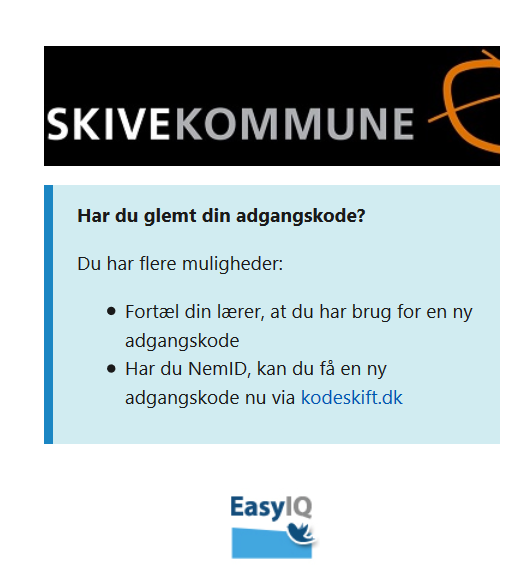 SKIVEKOMMUNE
Har du glemt din adgangskode?
Du har flere muligheder:
• Fortæl din lærer, at du har brug for en ny
adgangskode
• Har du NemID, kan du få en ny
adgangskode nu via kodeskift.dk
EasyIQ